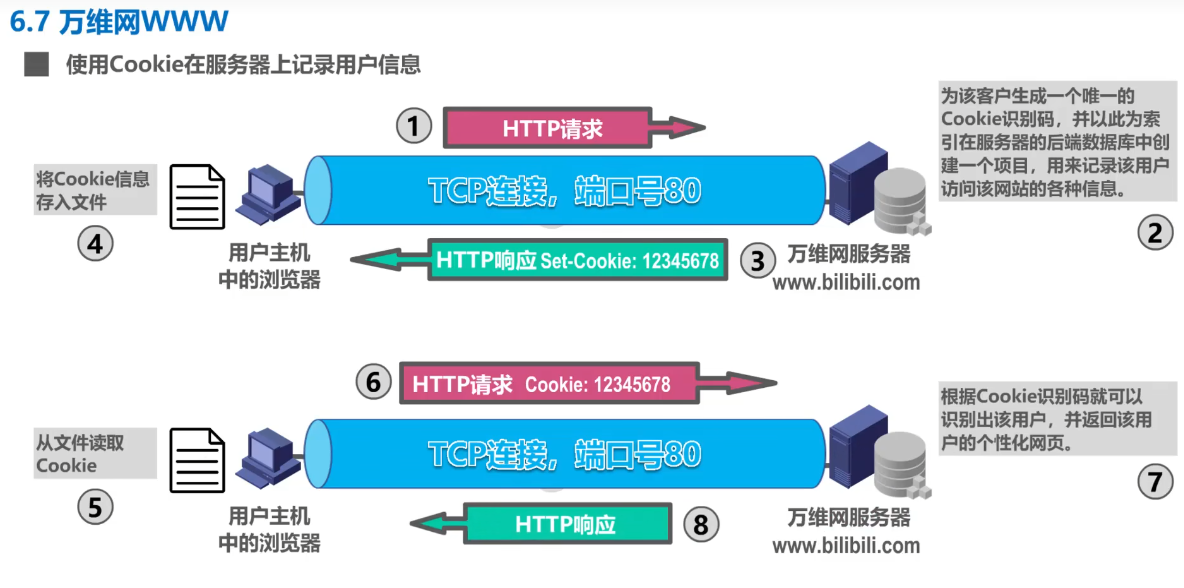 6.7 万维网WWW
使用Cookie在服务器上记录用户信息
1
HTTP请求
为该客户生成一个唯一的
Cookie识别码，并以此为索
引在服务器的后端数据库中创
建一个项目，用来记录该用户
访问该网站的各种信息。
2
将Cookie信息
存入文件
4
TCP连接，端口号80
用户主机
中的浏览器
HTTP响应 Set-Cookie: 12345678
3
万维网服务器
www.bilibili.com
6
HTTP请求 Cookie: 12345678
根据Cookie识别码就可以
识别出该用户，并返回该用
户的个性化网页。
7
从文件读取
Cookie
5
TCP连接，端口号80
用户主机
中的浏览器
HTTP响应
8
万维网服务器
www.bilibili.com